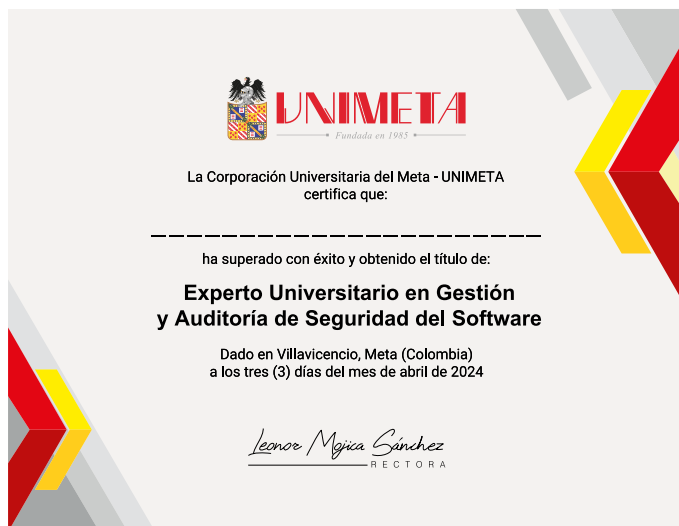 UNIMETA
Fundada en 1985
La Corporación Universitaria del Meta - UNIMETA
certifica que:
ha superado con éxito y obtenido el título de:
Experto Universitario en Gestión
y Auditoría de Seguridad del Software
Dado en Villavicencio, Meta (Colombia)
a los tres (3) días del mes de abril de 2024
Leonor Mojica Sánchez
RECTORA